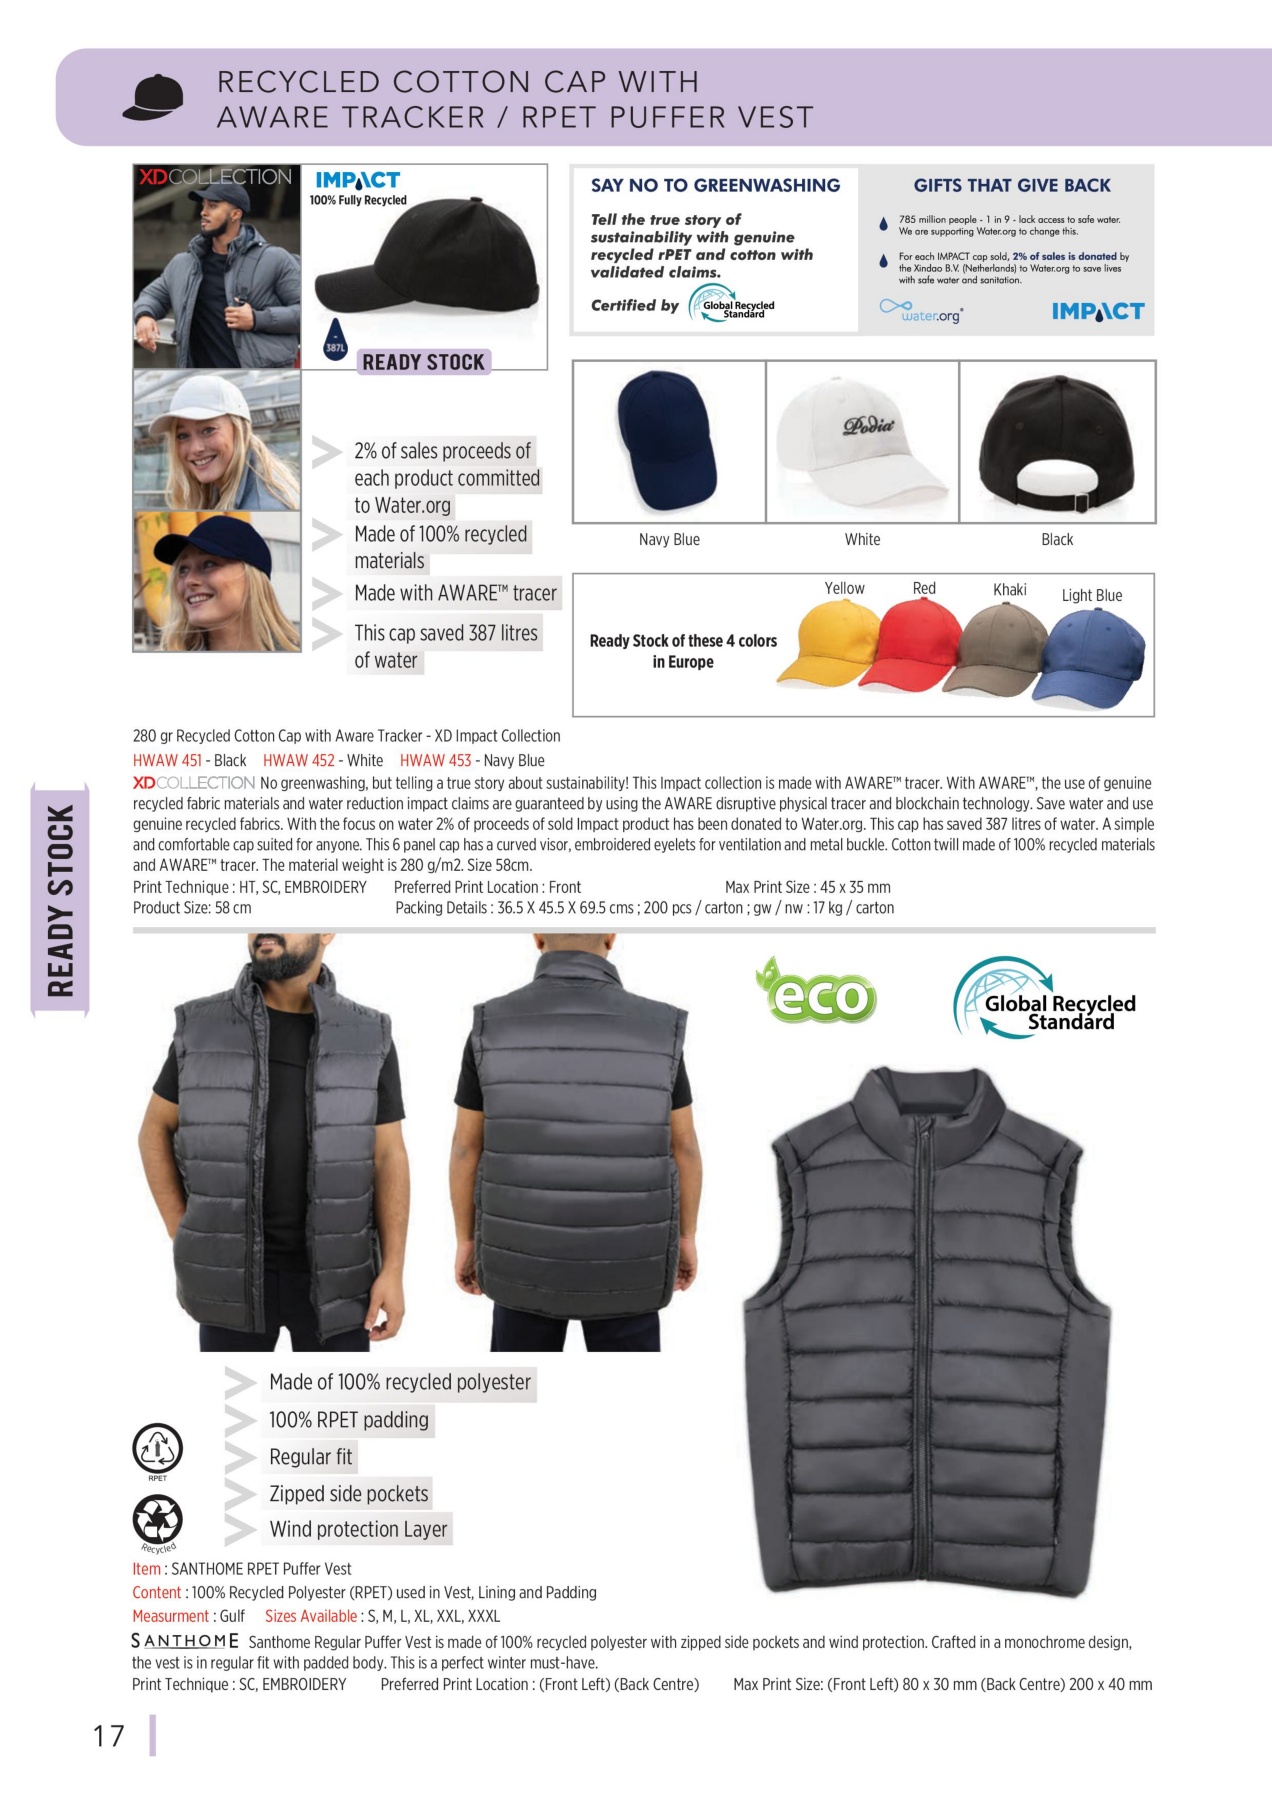 RECYCLED COTTON CAP WITH
AWARE TRACKER / RPET PUFFER VEST
XDCOLLECTION
IMPACT
100% Fully Recycled
387L
READY STOCK
SAY NO TO GREENWASHING
Tell the true story of
sustainability with genuine
recycled rPET and cotton with
validated claims.
Certified by
Global Recycled
Standard
GIFTS THAT GIVE BACK
785 million people - 1 in 9 - lack access to safe water.
We are supporting Water.org to change this.
For each IMPACT cap sold, 2% of sales is donated by
the Xindao B.V. (Netherlands) to Water.org to save lives
with safe water and sanitation.
water.org®
IMPACT
2% of sales proceeds of
each product committed
to Water.org
Made of 100% recycled
materials
Made with AWARE™ tracer
This cap saved 387 litres
of water
Podia
Navy Blue
White
Black
Ready Stock of these 4 colors
in Europe
Yellow
Red
Khaki
Light Blue
280 gr Recycled Cotton Cap with Aware Tracker - XD Impact Collection
HWAW 451 - Black HWAW 452 - White HWAW 453 - Navy Blue
XDCOLLECTION No greenwashing, but telling a true story about sustainability! This Impact collection is made with AWARE™ tracer. With AWARE™, the use of genuine
recycled fabric materials and water reduction impact claims are guaranteed by using the AWARE disruptive physical tracer and blockchain technology. Save water and use
genuine recycled fabrics. With the focus on water 2% of proceeds of sold Impact product has been donated to Water.org. This cap has saved 387 litres of water. A simple
and comfortable cap suited for anyone. This 6 panel cap has a curved visor, embroidered eyelets for ventilation and metal buckle. Cotton twill made of 100% recycled materials
and AWARE™ tracer. The material weight is 280 g/m2. Size 58cm.
Print Technique : HT, SC, EMBROIDERY Preferred Print Location : Front Max Print Size : 45 x 35 mm
Product Size: 58 cm Packing Details : 36.5 X 45.5 X 69.5 cms ; 200 pcs / carton ; gw / nw : 17 kg / carton
READY STOCK
eco
Global Recycled
Standard
Made of 100% recycled polyester
100% RPET padding
Regular fit
Zipped side pockets
Wind protection Layer
RPET
Recycled
Item : SANTHOME RPET Puffer Vest
Content : 100% Recycled Polyester (RPET) used in Vest, Lining and Padding
Measurment : Gulf Sizes Available : S, M, L, XL, XXL, XXXL
SANTHOME Santhome Regular Puffer Vest is made of 100% recycled polyester with zipped side pockets and wind protection. Crafted in a monochrome design,
the vest is in regular fit with padded body. This is a perfect winter must-have.
Print Technique : SC, EMBROIDERY Preferred Print Location : (Front Left) (Back Centre) Max Print Size: (Front Left) 80 x 30 mm (Back Centre) 200 x 40 mm
17